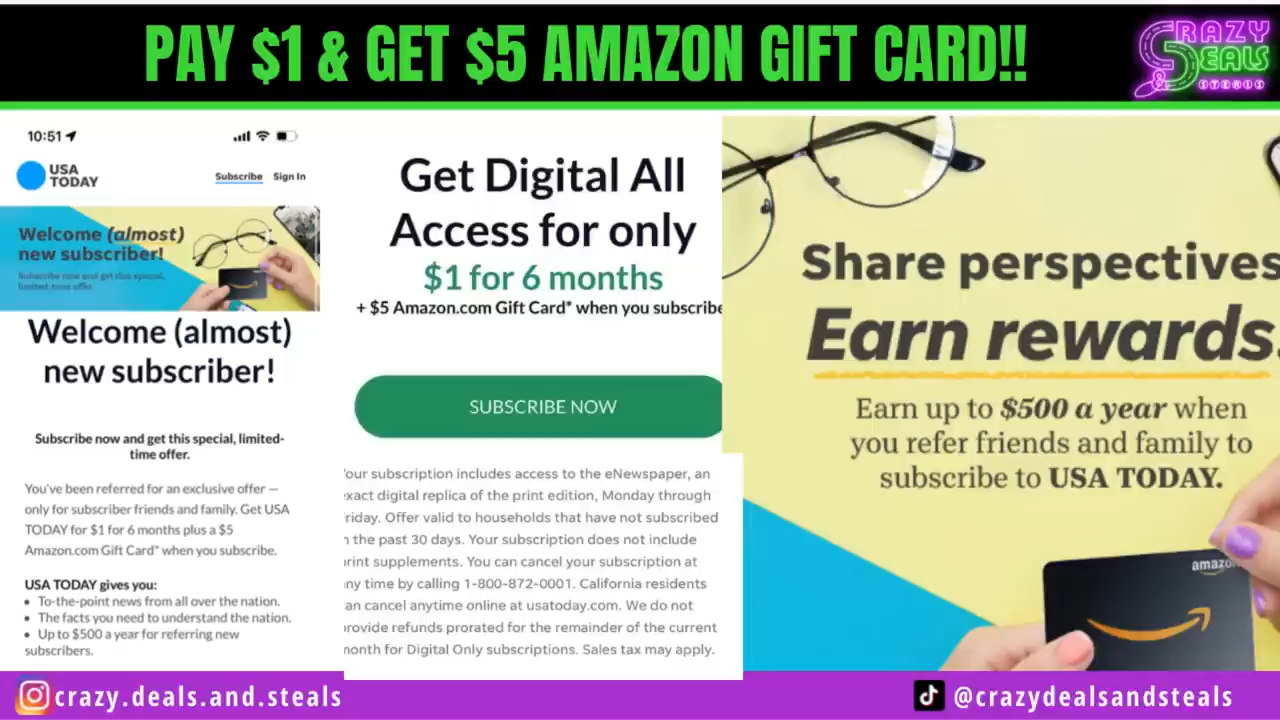 PAY $1 & GET $5 AMAZON GIFT CARD!!
CRAZY
DEALS
& STEALS
10:51
USA
TODAY
Subscribe Sign In
Welcome (almost)
new subscriber!
Subscribe now and get this special,
limited-time offer.
Welcome (almost)
new subscriber!
Subscribe now and get this special, limited-
time offer.
You've been referred for an exclusive offer —
only for subscriber friends and family. Get USA
TODAY for $1 for 6 months plus a $5
Amazon.com Gift Card* when you subscribe.
USA TODAY gives you:
• To-the-point news from all over the nation.
• The facts you need to understand the nation.
• Up to $500 a year for referring new
subscribers.
Get Digital All
Access for only
$1 for 6 months
+ $5 Amazon.com Gift Card* when you subscribe
SUBSCRIBE NOW
our subscription includes access to the eNewspaper, an
xact digital replica of the print edition, Monday through
riday. Offer valid to households that have not subscribed
n the past 30 days. Your subscription does not include
rint supplements. You can cancel your subscription at
ny time by calling 1-800-872-0001. California residents
an cancel anytime online at usatoday.com. We do not
rovide refunds prorated for the remainder of the current
onth for Digital Only subscriptions. Sales tax may apply.
Share perspectives
Earn rewards.
Earn up to $500 a year when
you refer friends and family to
subscribe to USA TODAY.
amazon
crazy.deals.and.steals
@crazydealsandsteals